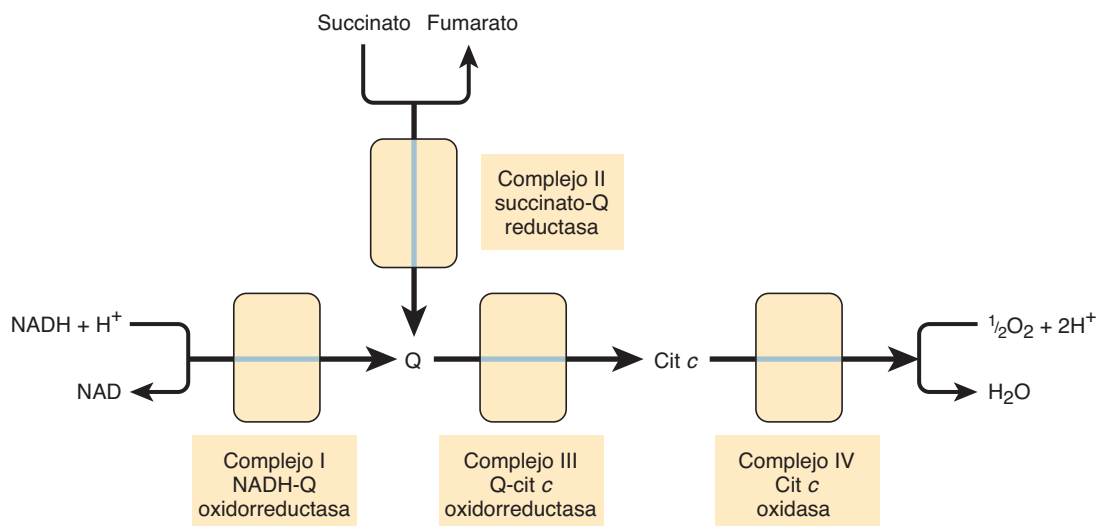 Succinato Fumarato
Complejo II
succinato-Q
reductasa
NADH + H⁺
NAD
Q
Cit c
½O₂ + 2H⁺
H₂O
Complejo I
NADH-Q
oxidorreductasa
Complejo III
Q-cit c
oxidorreductasa
Complejo IV
Cit c
oxidasa